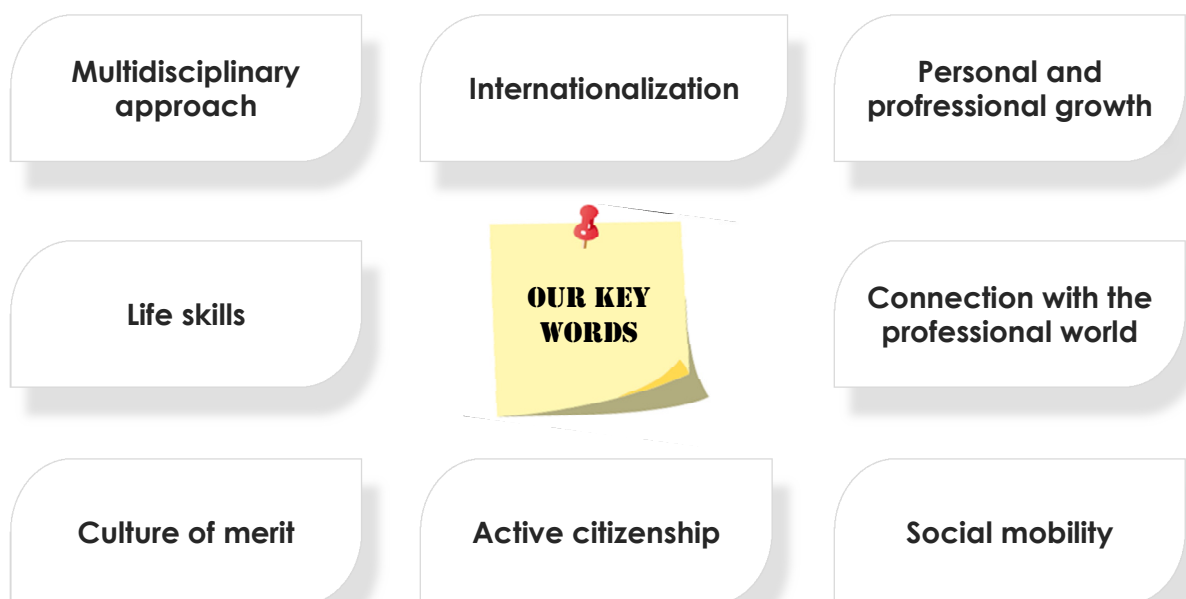 Multidisciplinary
approach
Internationalization
Personal and
profressional growth
Life skills
OUR KEY
WORDS
Connection with the
professional world
Culture of merit
Active citizenship
Social mobility